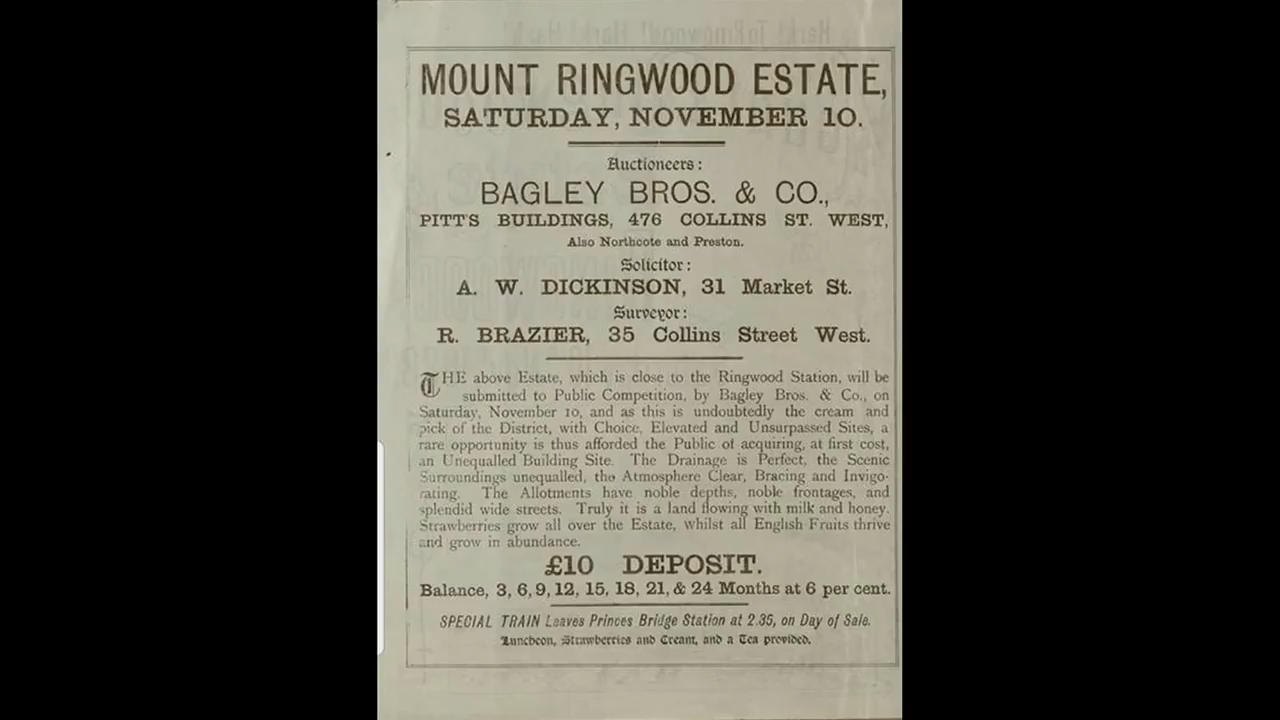 MOUNT RINGWOOD ESTATE,
SATURDAY, NOVEMBER 10.
Auctioneers:
BAGLEY BROS. & CO.,
PITT'S BUILDINGS, 476 COLLINS ST. WEST,
Also Northcote and Preston.
Solicitor:
A. W. DICKINSON, 31 Market St.
Surveyor:
R. BRAZIER, 35 Collins Street West.
THE above Estate, which is close to the Ringwood Station, will be
submitted to Public Competition, by Bagley Bros. & Co., on
Saturday, November 10, and as this is undoubtedly the cream and
pick of the District, with Choice, Elevated and Unsurpassed Sites, a
rare opportunity is thus afforded the Public of acquiring, at first cost,
an Unequalled Building Site. The Drainage is Perfect, the Scenic
Surroundings unequalled, the Atmosphere Clear, Bracing and Invigo-
rating. The Allotments have noble depths, noble frontages, and
splendid wide streets. Truly it is a land flowing with milk and honey.
Strawberries grow all over the Estate, whilst all English Fruits thrive
and grow in abundance.
£10 DEPOSIT.
Balance, 3, 6, 9, 12, 15, 18, 21, & 24 Months at 6 per cent.
SPECIAL TRAIN Leaves Princes Bridge Station at 2.35, on Day of Sale.
Luncheon, Strawberries and Cream, and a Tea provided.